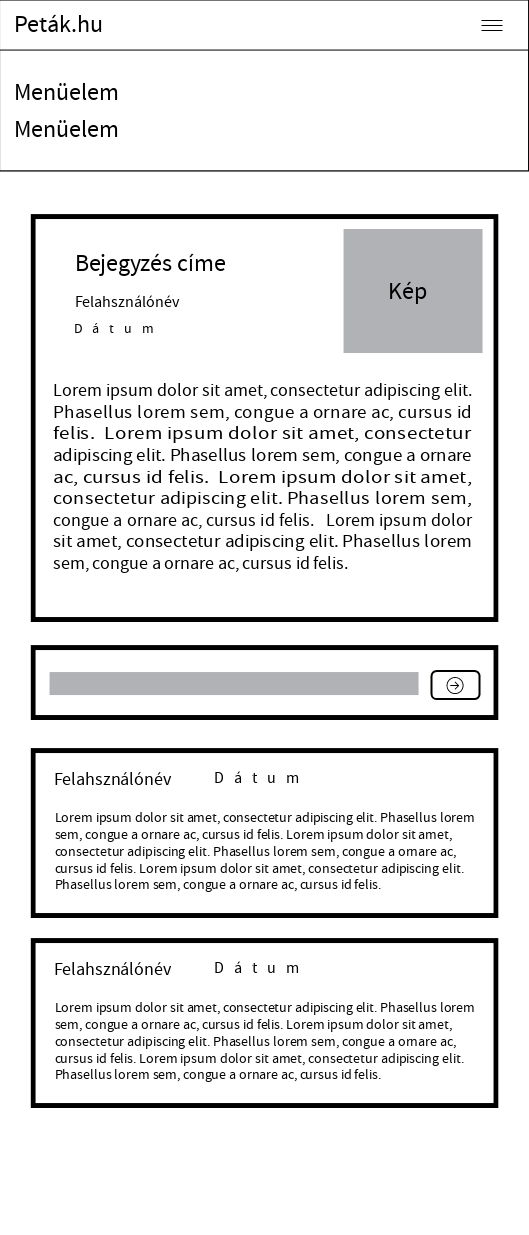 Peták.hu
Menüelem
Menüelem
Bejegyzés címe
Felahsználónév
Dátum
Kép
Lorem ipsum dolor sit amet, consectetur adipiscing elit.
Phasellus lorem sem, congue a ornare ac, cursus id
felis. Lorem ipsum dolor sit amet, consectetur
adipiscing elit. Phasellus lorem sem, congue a ornare
ac, cursus id felis. Lorem ipsum dolor sit amet,
consectetur adipiscing elit. Phasellus lorem sem,
congue a ornare ac, cursus id felis. Lorem ipsum dolor
sit amet, consectetur adipiscing elit. Phasellus lorem
sem, congue a ornare ac, cursus id felis.
Felahsználónév Dátum
Lorem ipsum dolor sit amet, consectetur adipiscing elit. Phasellus lorem
sem, congue a ornare ac, cursus id felis. Lorem ipsum dolor sit amet,
consectetur adipiscing elit. Phasellus lorem sem, congue a ornare ac,
cursus id felis. Lorem ipsum dolor sit amet, consectetur adipiscing elit.
Phasellus lorem sem, congue a ornare ac, cursus id felis.
Felahsználónév Dátum
Lorem ipsum dolor sit amet, consectetur adipiscing elit. Phasellus lorem
sem, congue a ornare ac, cursus id felis. Lorem ipsum dolor sit amet,
consectetur adipiscing elit. Phasellus lorem sem, congue a ornare ac,
cursus id felis. Lorem ipsum dolor sit amet, consectetur adipiscing elit.
Phasellus lorem sem, congue a ornare ac, cursus id felis.